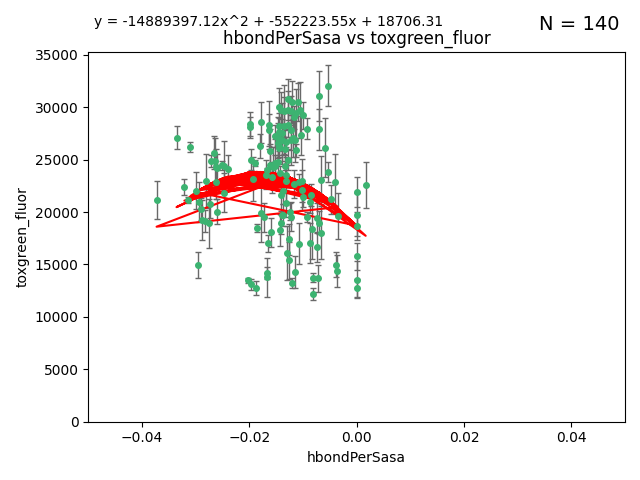 y = -14889397.12x^2 + -552223.55x + 18706.31
N = 140
hbondPerSasa vs toxgreen_fluor
toxgreen_fluor
35000
30000
25000
20000
15000
10000
5000
0
−0.04
−0.02
0.00
0.02
0.04
hbondPerSasa